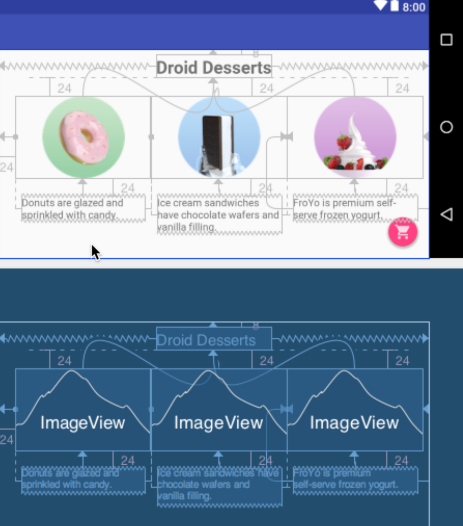 8:00
8
Droid Desserts
24
24
24
24
24
Donuts are glazed and
sprinkled with candy.
Ice cream sandwiches
have chocolate wafers and
vanilla filling.
FroYo is premium self-
serve frozen yogurt.
8
Droid Desserts
24
24
ImageView
ImageView
ImageView
24
24
24
Donuts are glazed and
sprinkled with candy.
Ice cream sandwiches have
chocolate wafers and
vanilla filling.
FroYo is premium
self-serve frozen yogurt.